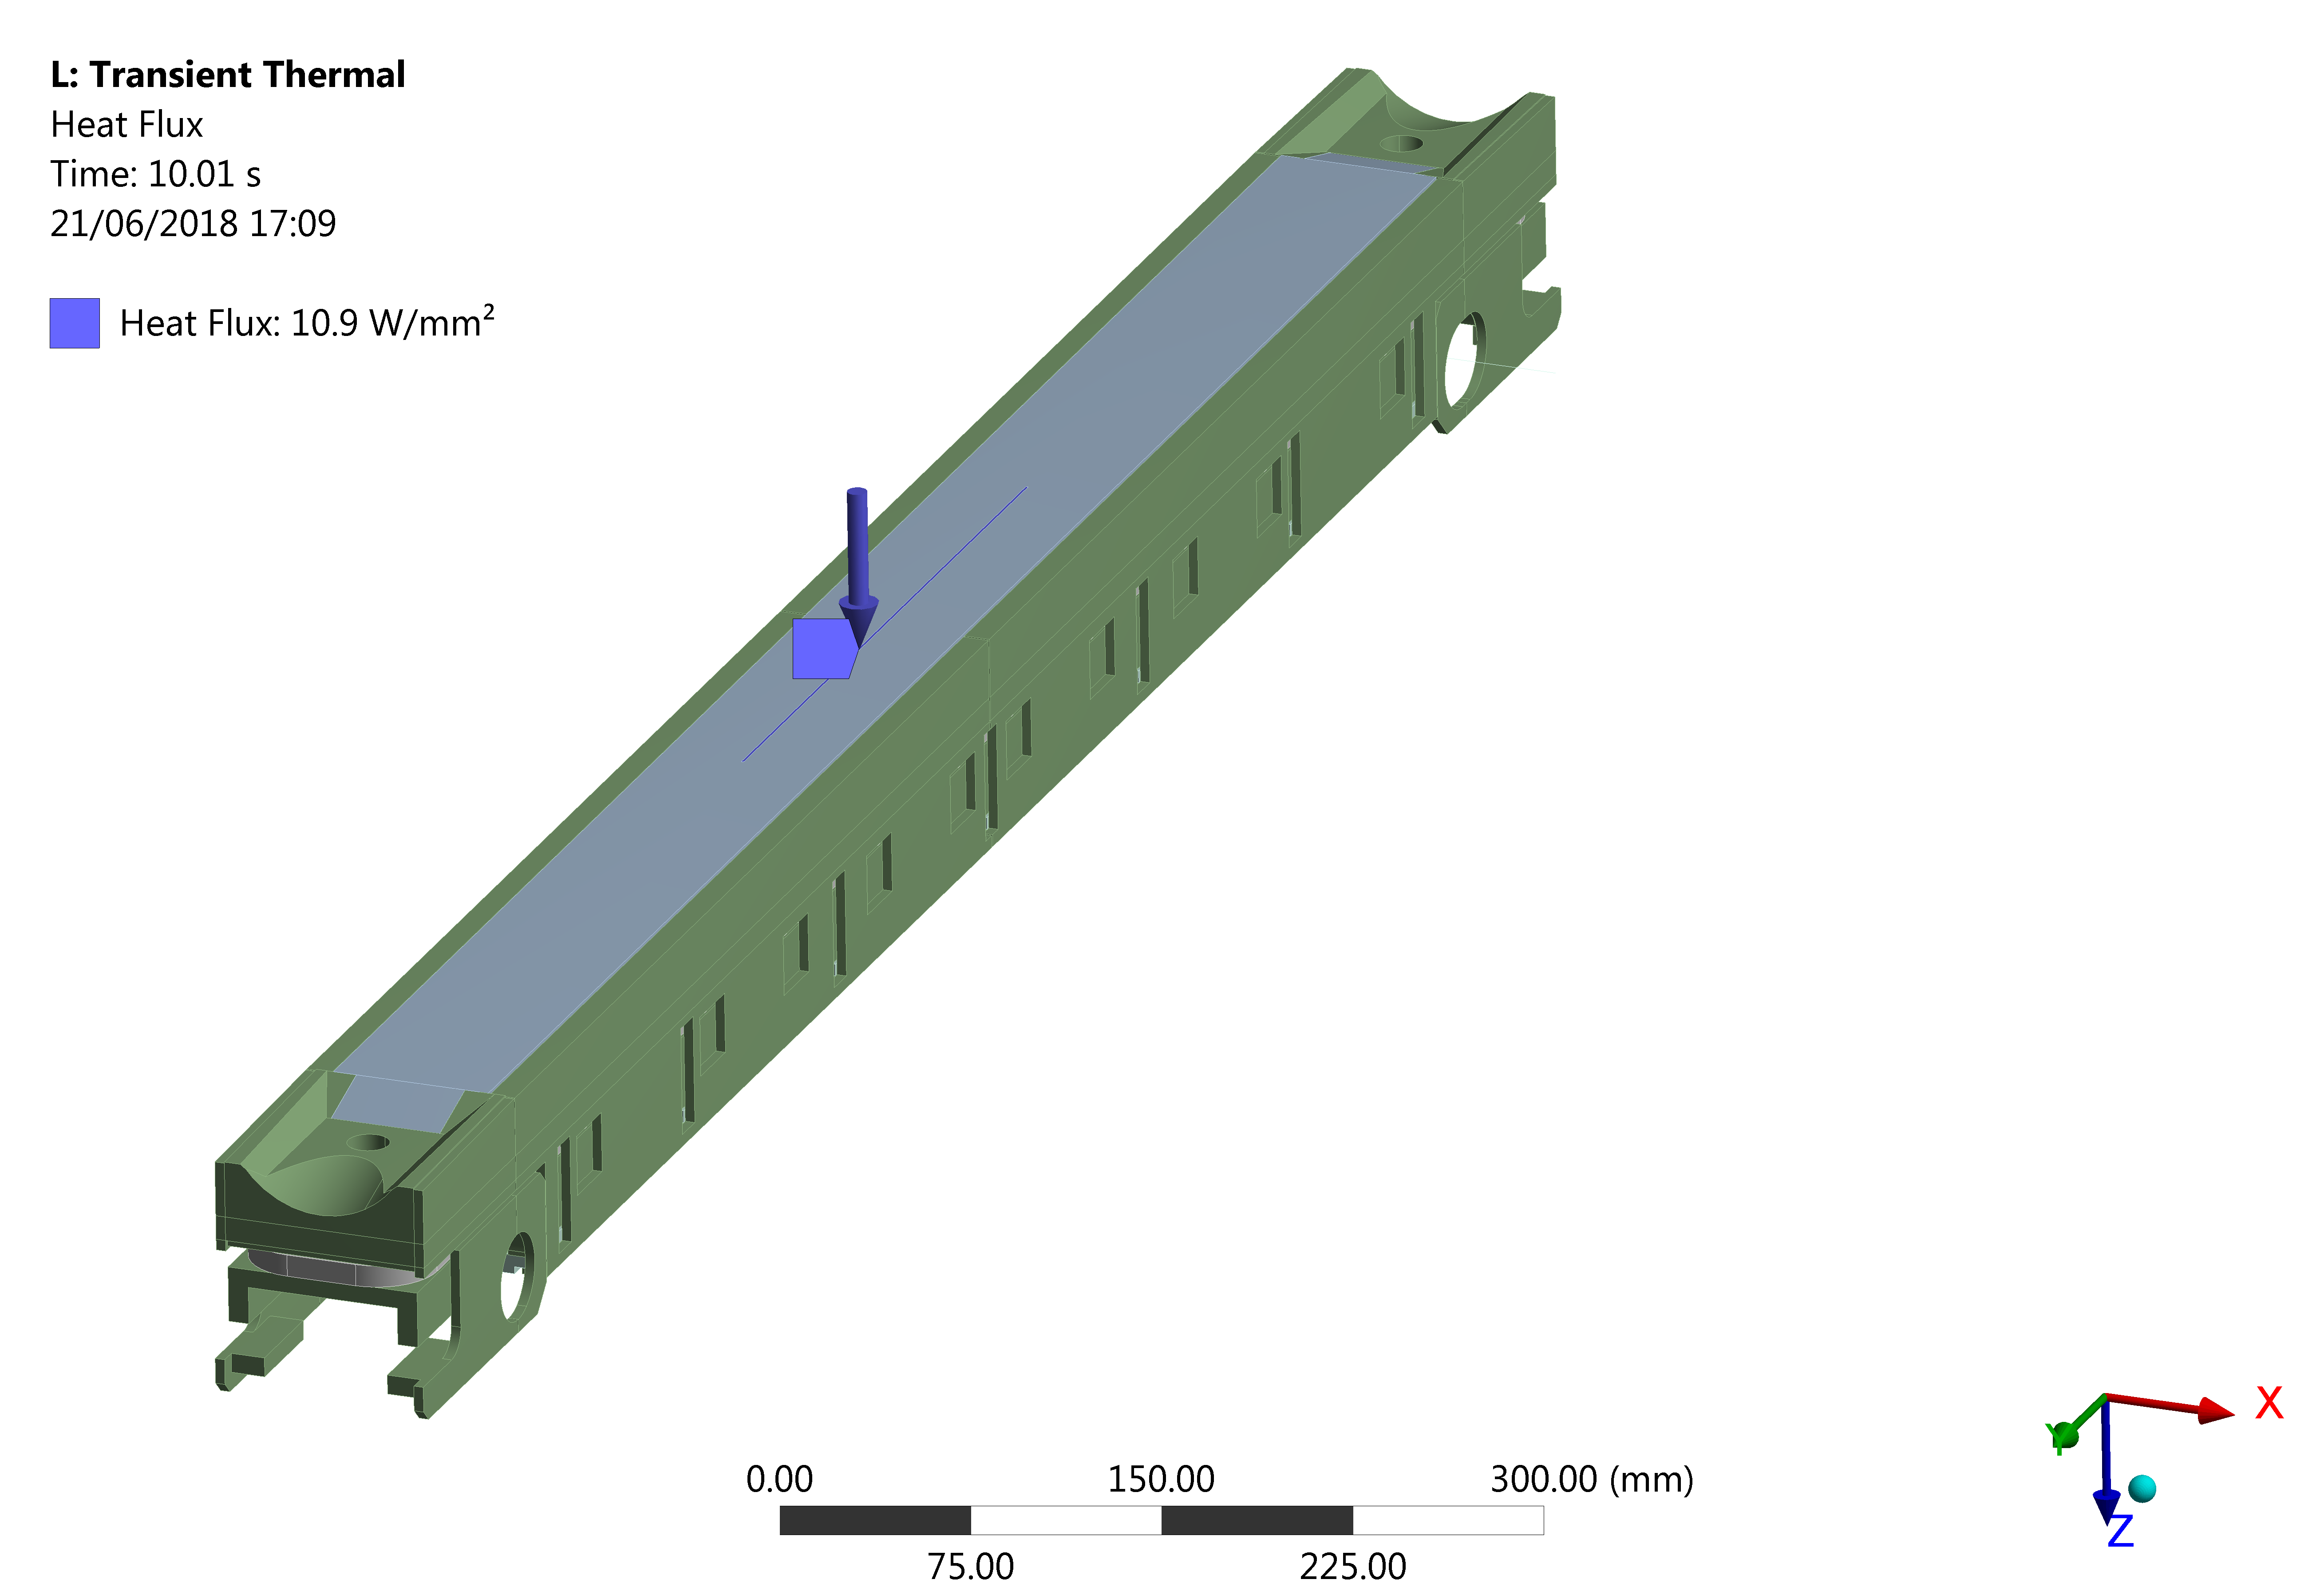 L: Transient Thermal
Heat Flux
Time: 10.01 s
21/06/2018 17:09
Heat Flux: 10.9 W/mm²
0.00 150.00 300.00 (mm)
75.00 225.00
X
Y
Z